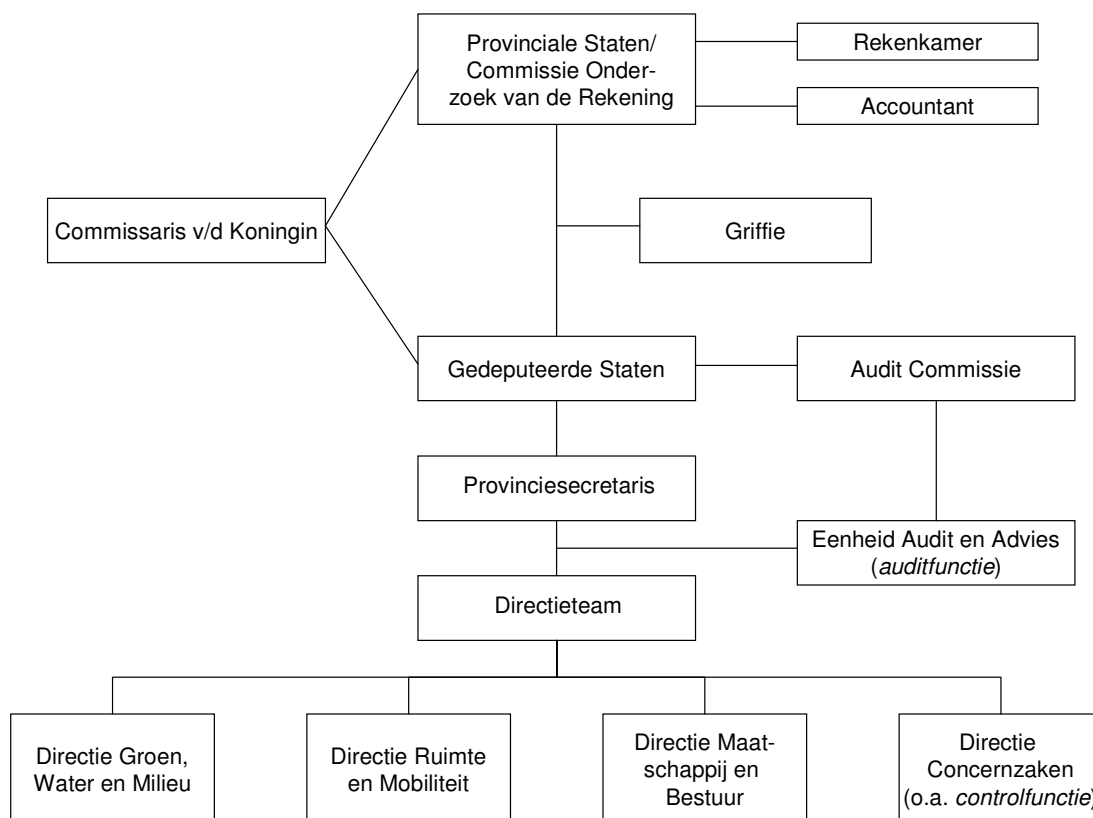 Provinciale Staten/
Commissie Onder-
zoek van de Rekening
Rekenkamer
Accountant
Commissaris v/d Koningin
Griffie
Gedeputeerde Staten
Audit Commissie
Provinciesecretaris
Eenheid Audit en Advies
(auditfunctie)
Directieteam
Directie Groen,
Water en Milieu
Directie Ruimte
en Mobiliteit
Directie Maat-
schappij en
Bestuur
Directie
Concernzaken
(o.a. controlfunctie)